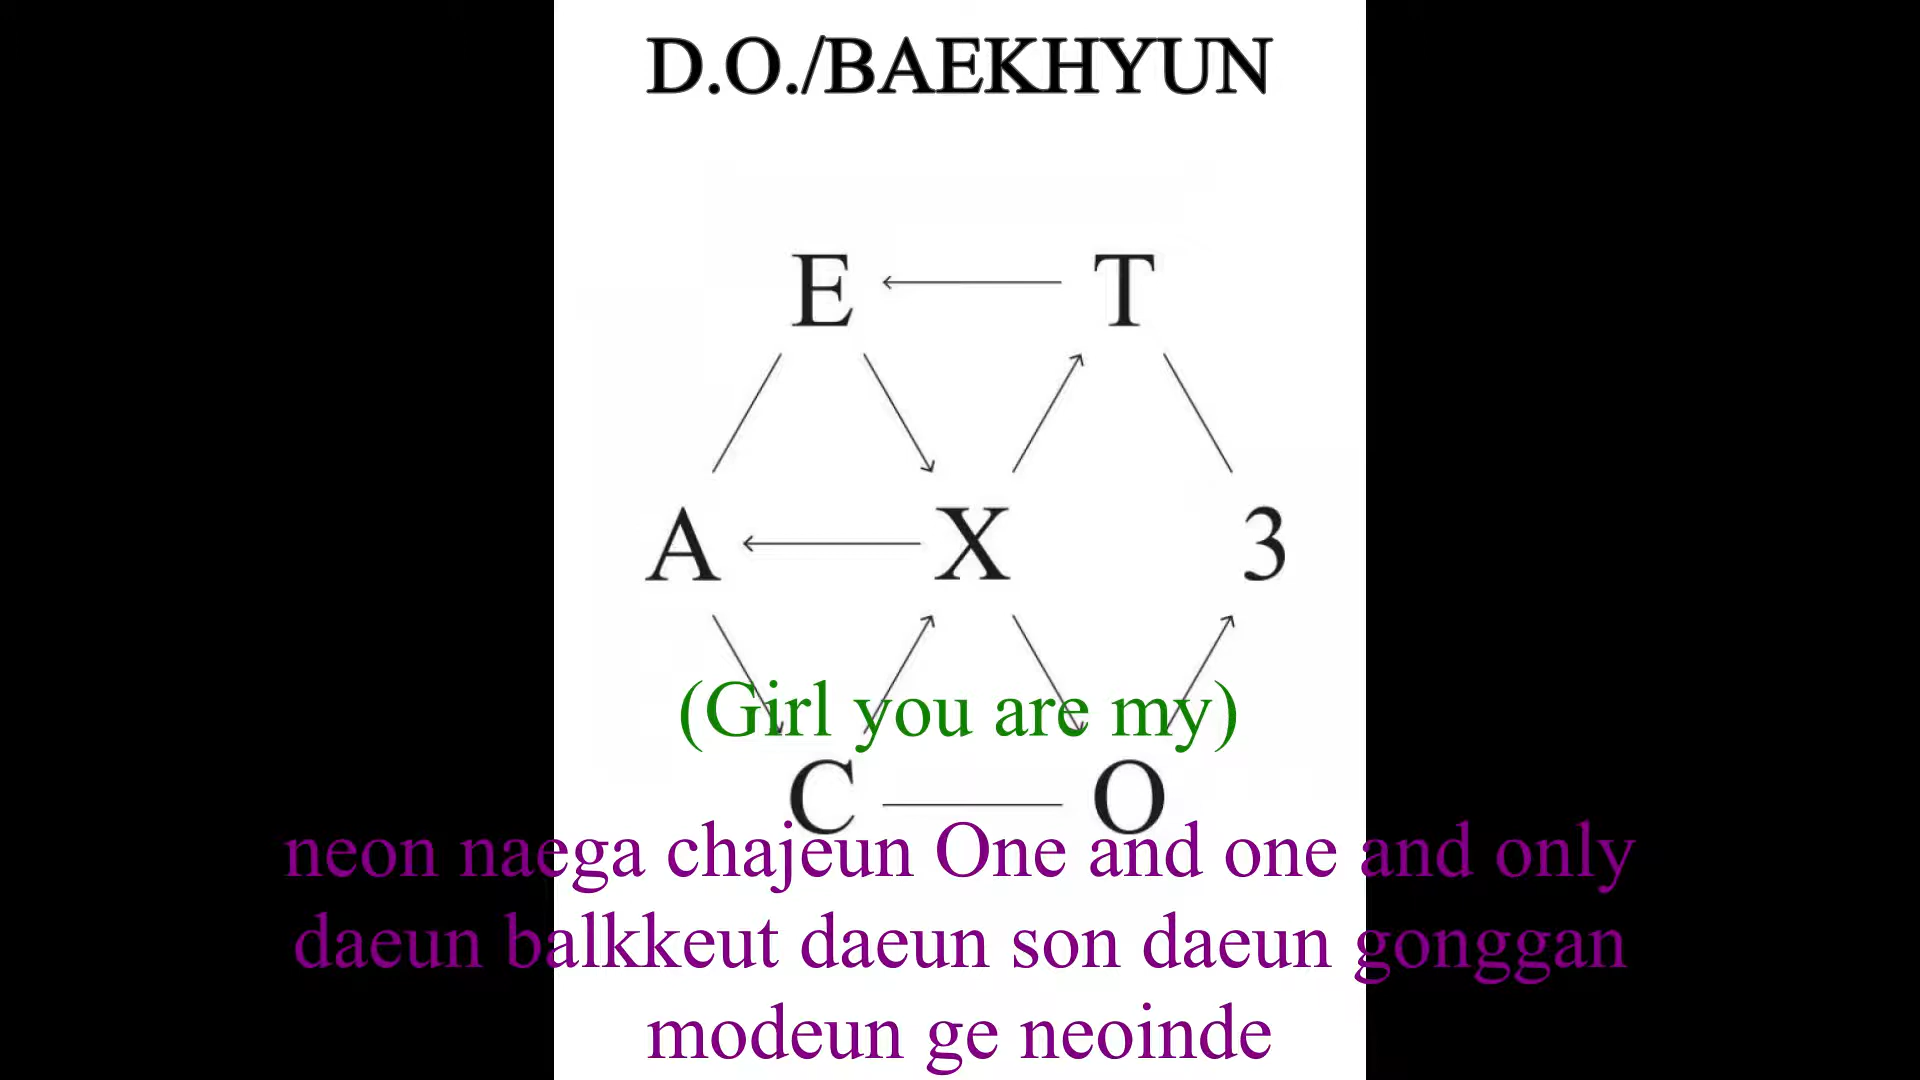 D.O./BAEKHYUN
E T
A X 3
(Girl you are my)
C O
neon naega chajeun One and one and only
daeun balkkeut daeun son daeun gonggan
modeun ge neoinde